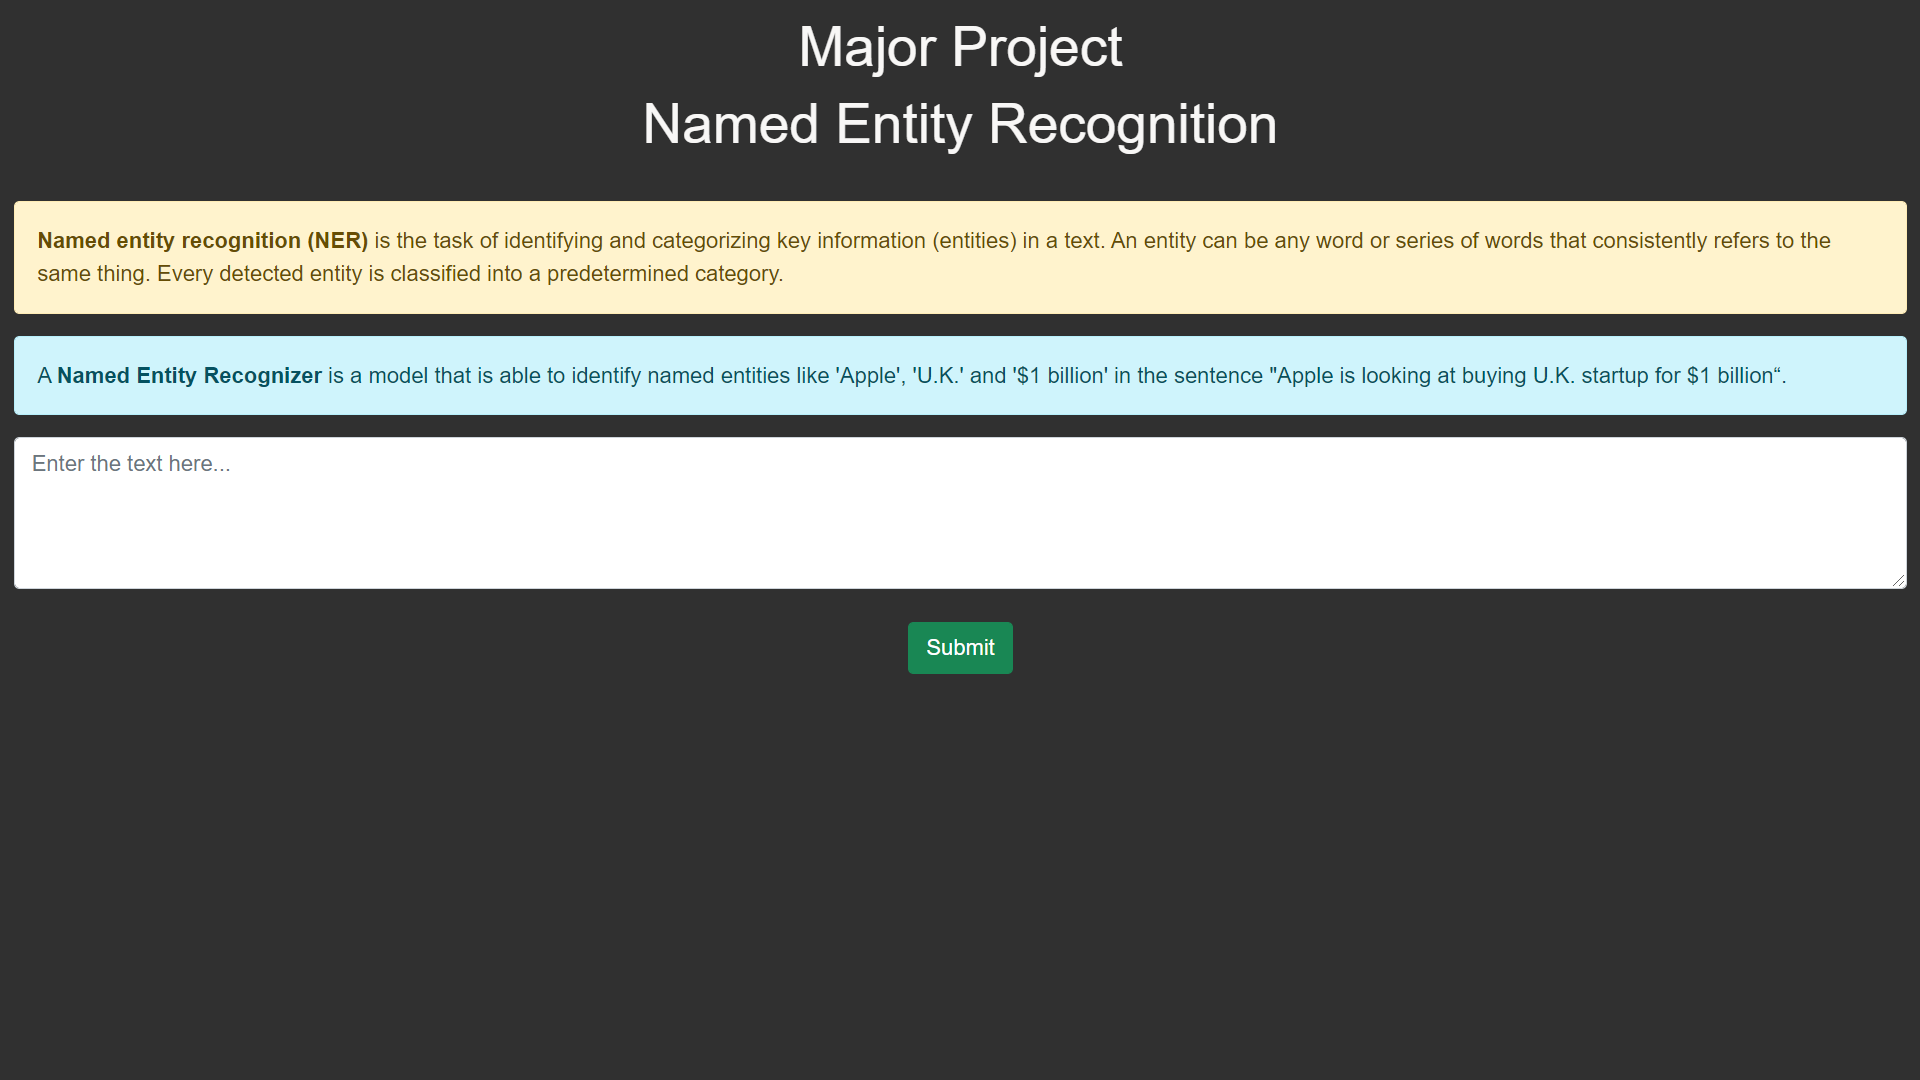 Major Project
Named Entity Recognition
Named entity recognition (NER) is the task of identifying and categorizing key information (entities) in a text. An entity can be any word or series of words that consistently refers to the
same thing. Every detected entity is classified into a predetermined category.
A Named Entity Recognizer is a model that is able to identify named entities like 'Apple', 'U.K.' and '$1 billion' in the sentence "Apple is looking at buying U.K. startup for $1 billion“.
Enter the text here...
Submit